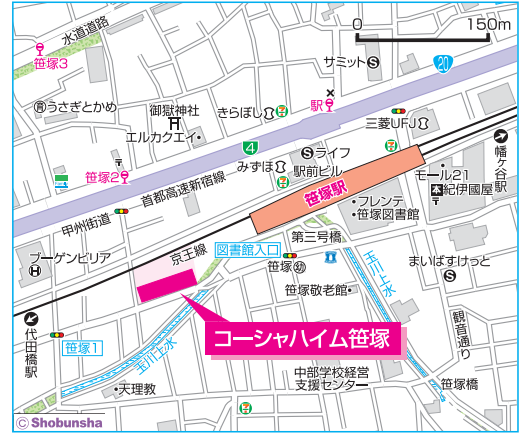 水道道路
笹塚3
0 150m
サミットS
20
育うさぎとかめ
御嶽神社
きらぼし
駅
エルカクエイ
4
三菱UFJ
Sライフ
駅前ビル
みずほ
幡ケ谷駅
モール21
本紀伊國屋
笹塚2
首都高速新宿線
笹塚駅
フレンテ
笹塚図書館
甲州街道
第三号橋
京王線
図書館入口
笹塚幼
玉川上水
まいばすけっと
S
ブーゲンビリア
H
笹塚敬老館
コーシャハイム笹塚
観音通り
代田橋駅
笹塚1
玉川上水
天理教
中部学校経営
支援センター
笹塚橋
© Shobunsha